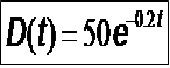 D(t) = 50e^{-0.2t}